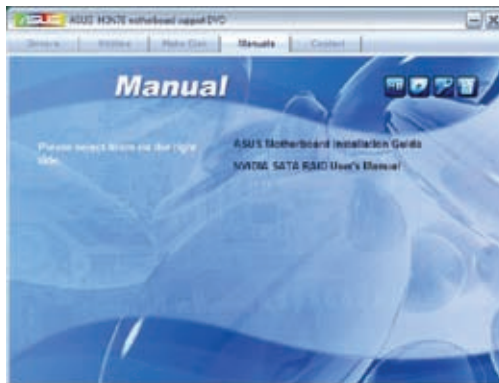 ASUS M3N78 motherboard support DVD
Drivers Utilities Make Disk Manuals Contact
Manual
Please select items on the right side.
ASUS Motherboard Installation Guide
NVIDIA SATA RAID User's Manual